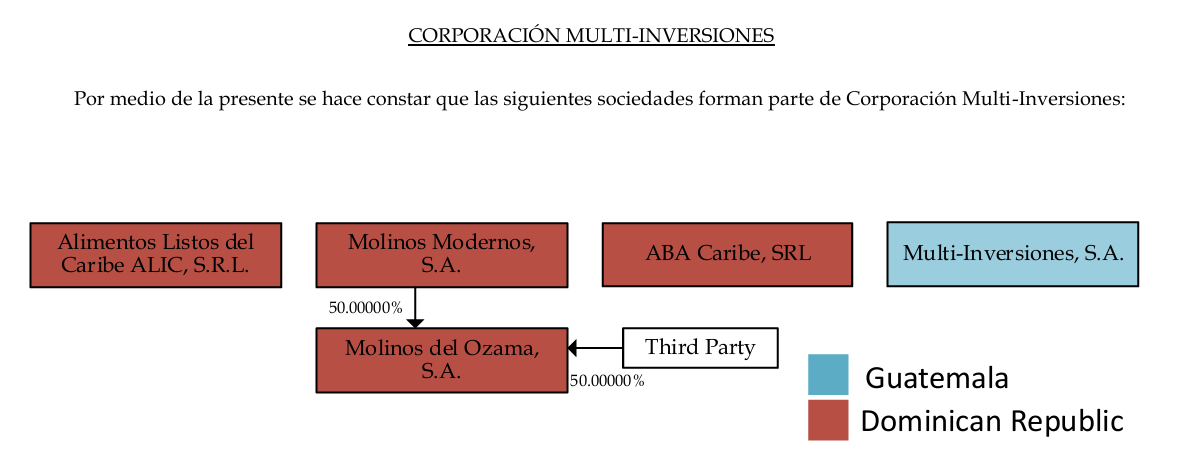 CORPORACIÓN MULTI-INVERSIONES
Por medio de la presente se hace constar que las siguientes sociedades forman parte de Corporación Multi-Inversiones:
Alimentos Listos del
Caribe ALIC, S.R.L.
Molinos Modernos,
S.A.
ABA Caribe, SRL
Multi-Inversiones, S.A.
50.00000%
Molinos del Ozama,
S.A.
Third Party
50.00000%
Guatemala
Dominican Republic